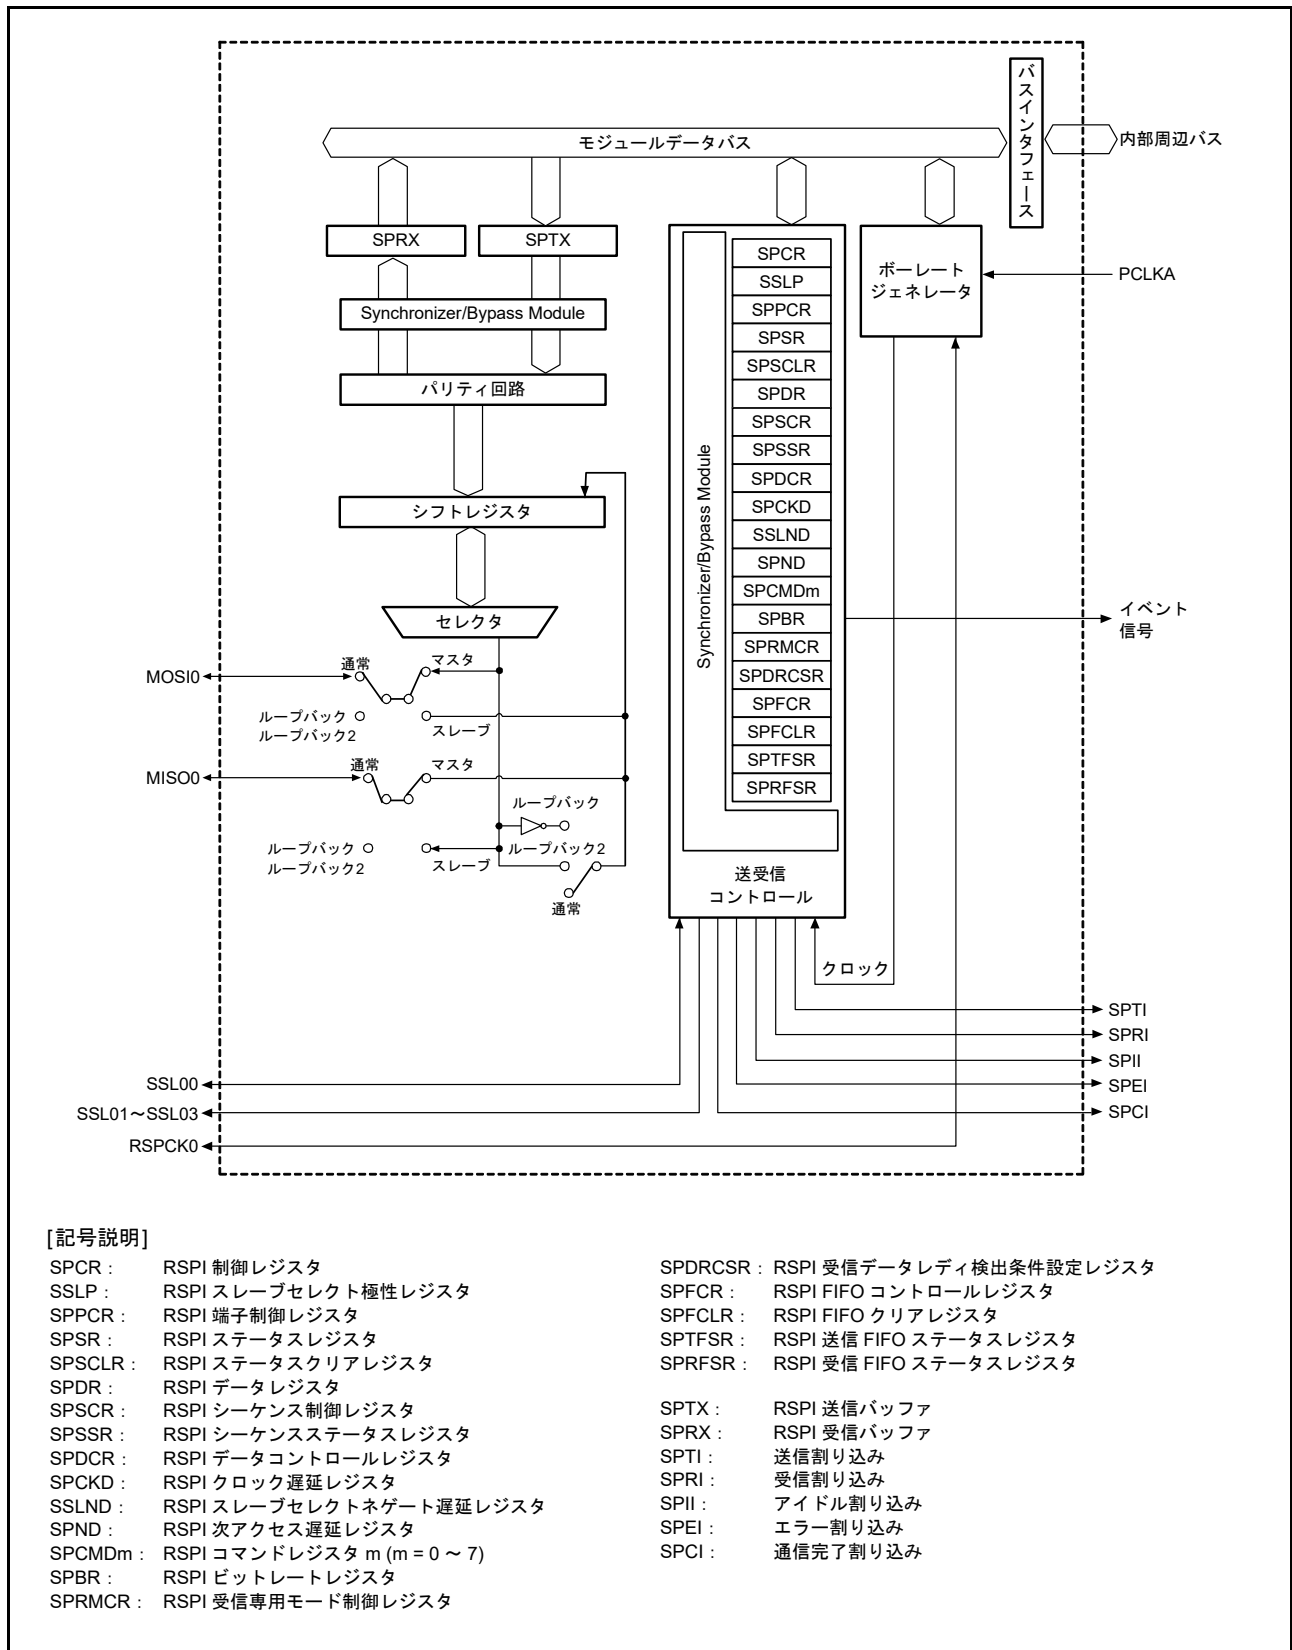 バスインタフェース
モジュールデータバス
内部周辺バス
SPRX
SPTX
Synchronizer/Bypass Module
パリティ回路
シフトレジスタ
セレクタ
Synchronizer/Bypass Module
SPCR
SSLP
SPPCR
SPSR
SPSCLR
SPDR
SPSCR
SPSSR
SPDCR
SPCKD
SSLND
SPND
SPCMDm
SPBR
SPRMCR
SPDRCSR
SPFCR
SPFCLR
SPTFSR
SPRFSR
送受信
コントロール
ボーレート
ジェネレータ
PCLKA
イベント
信号
MOSI0
通常
マスタ
ループバック
ループバック2
スレーブ
MISO0
通常
マスタ
ループバック
ループバック
ループバック2
スレーブ
ループバック2
通常
クロック
SPTI
SPRI
SPII
SPEI
SPCI
SSL00
SSL01～SSL03
RSPCK0
[記号説明]
SPCR : RSPI 制御レジスタ
SSLP : RSPI スレーブセレクト極性レジスタ
SPPCR : RSPI 端子制御レジスタ
SPSR : RSPI ステータスレジスタ
SPSCLR : RSPI ステータスクリアレジスタ
SPDR : RSPI データレジスタ
SPSCR : RSPI シーケンス制御レジスタ
SPSSR : RSPI シーケンスステータスレジスタ
SPDCR : RSPI データコントロールレジスタ
SPCKD : RSPI クロック遅延レジスタ
SSLND : RSPI スレーブセレクトネゲート遅延レジスタ
SPND : RSPI 次アクセス遅延レジスタ
SPCMDm : RSPI コマンドレジスタ m (m = 0 ～ 7)
SPBR : RSPI ビットレートレジスタ
SPRMCR : RSPI 受信専用モード制御レジスタ
SPDRCSR : RSPI 受信データレディ検出条件設定レジスタ
SPFCR : RSPI FIFO コントロールレジスタ
SPFCLR : RSPI FIFO クリアレジスタ
SPTFSR : RSPI 送信 FIFO ステータスレジスタ
SPRFSR : RSPI 受信 FIFO ステータスレジスタ
SPTX : RSPI 送信バッファ
SPRX : RSPI 受信バッファ
SPTI : 送信割り込み
SPRI : 受信割り込み
SPII : アイドル割り込み
SPEI : エラー割り込み
SPCI : 通信完了割り込み